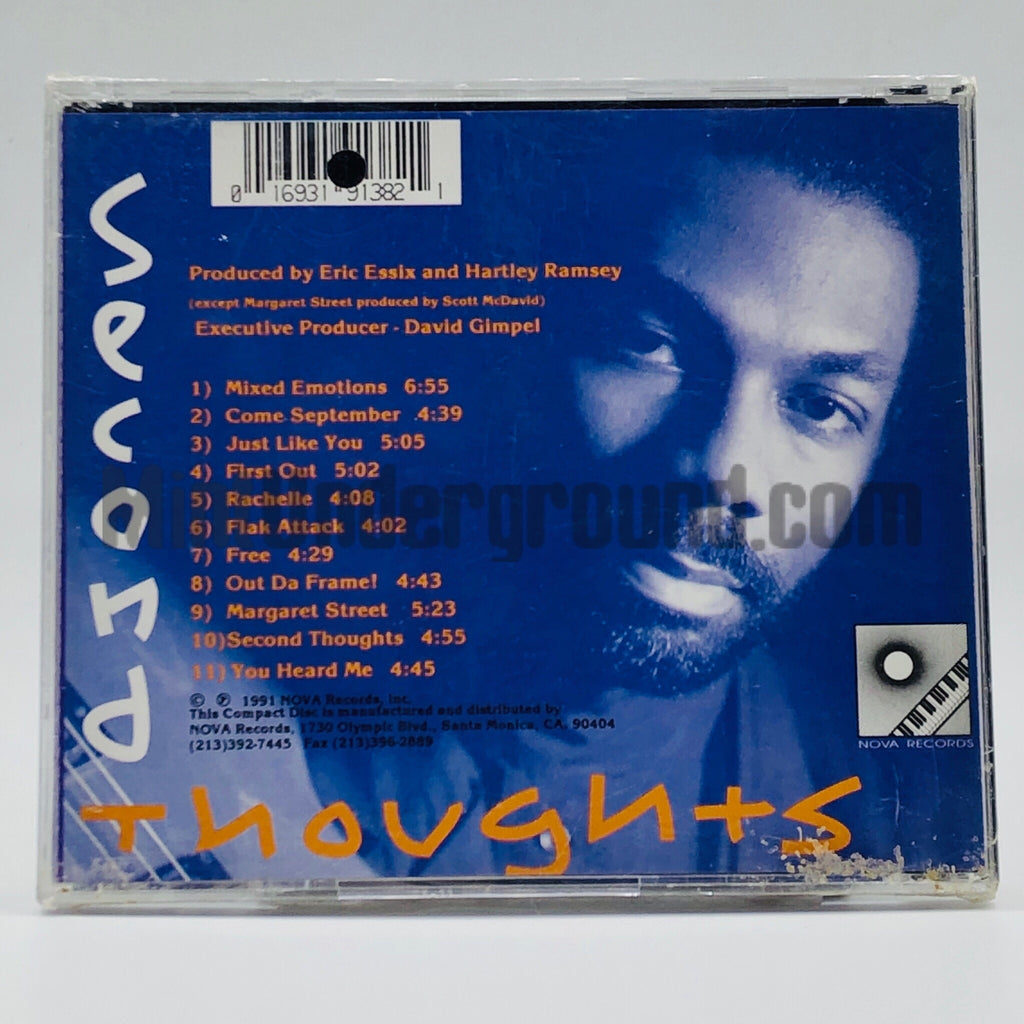 0 16931 91382 1
Second
Produced by Eric Essix and Hartley Ramsey
(except Margaret Street produced by Scott McDavid)
Executive Producer - David Gimpel
1) Mixed Emotions 6:55
2) Come September 4:39
3) Just Like You 5:05
4) First Out 5:02
5) Rachelle 4:08
6) Flak Attack 4:02
7) Free 4:29
8) Out Da Frame! 4:43
9) Margaret Street 5:23
10)Second Thoughts 4:55
11) You Heard Me 4:45
© ℗ 1991 NOVA Records, Inc.
This Compact Disc is manufactured and distributed by
NOVA Records, 1730 Olympic Blvd., Santa Monica, CA. 90404
(213)392-7445 Fax (213)396-2889
NOVA RECORDS
Thoughts